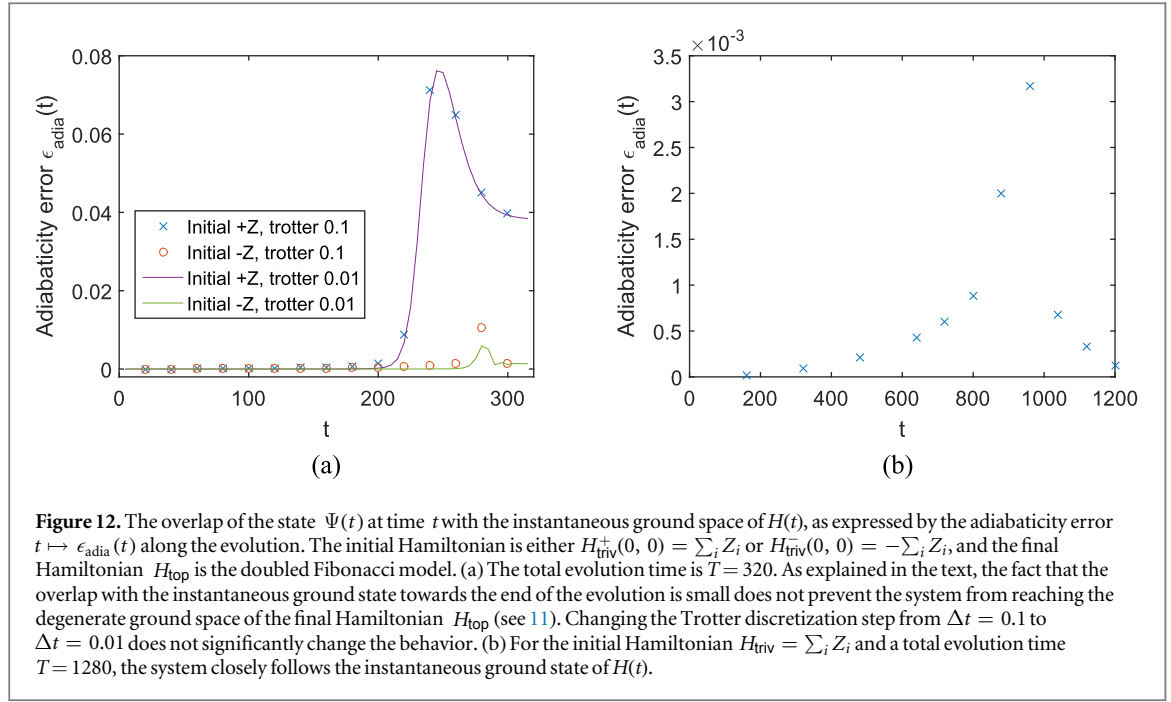 Adiabaticity error ϵ_adia(t)
0.08
0.06
0.04
0.02
0
Initial +Z, trotter 0.1
Initial -Z, trotter 0.1
Initial +Z, trotter 0.01
Initial -Z, trotter 0.01
0 100 200 300
t
(a)
× 10⁻³
Adiabaticity error ϵ_adia(t)
3.5
3
2.5
2
1.5
1
0.5
0
0 200 400 600 800 1000 1200
t
(b)
Figure 12. The overlap of the state Ψ(t) at time t with the instantaneous ground space of H(t), as expressed by the adiabaticity error
t ↦ ϵ_adia(t) along the evolution. The initial Hamiltonian is either H⁺_triv(0, 0) = ∑_i Z_i or H⁻_triv(0, 0) = −∑_i Z_i, and the final
Hamiltonian H_top is the doubled Fibonacci model. (a) The total evolution time is T = 320. As explained in the text, the fact that the
overlap with the instantaneous ground state towards the end of the evolution is small does not prevent the system from reaching the
degenerate ground space of the final Hamiltonian H_top (see 11). Changing the Trotter discretization step from Δt = 0.1 to
Δt = 0.01 does not significantly change the behavior. (b) For the initial Hamiltonian H_triv = ∑_i Z_i and a total evolution time
T = 1280, the system closely follows the instantaneous ground state of H(t).